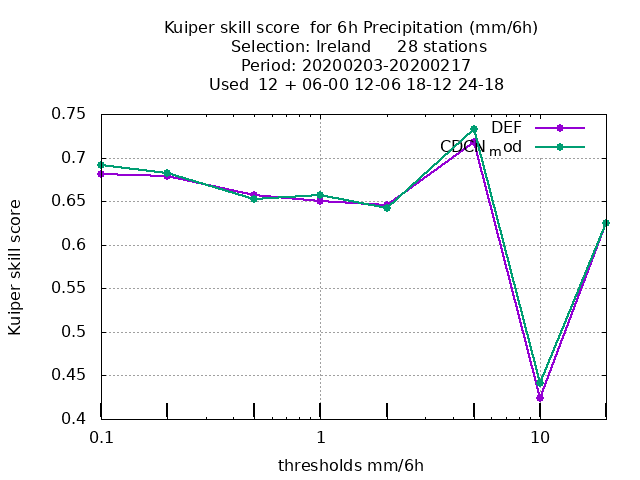 Kuiper skill score for 6h Precipitation (mm/6h)
Selection: Ireland 28 stations
Period: 20200203-20200217
Used 12 + 06-00 12-06 18-12 24-18
DEF
CDCN_mod
Kuiper skill score
0.75
0.7
0.65
0.6
0.55
0.5
0.45
0.4
0.1 1 10
thresholds mm/6h